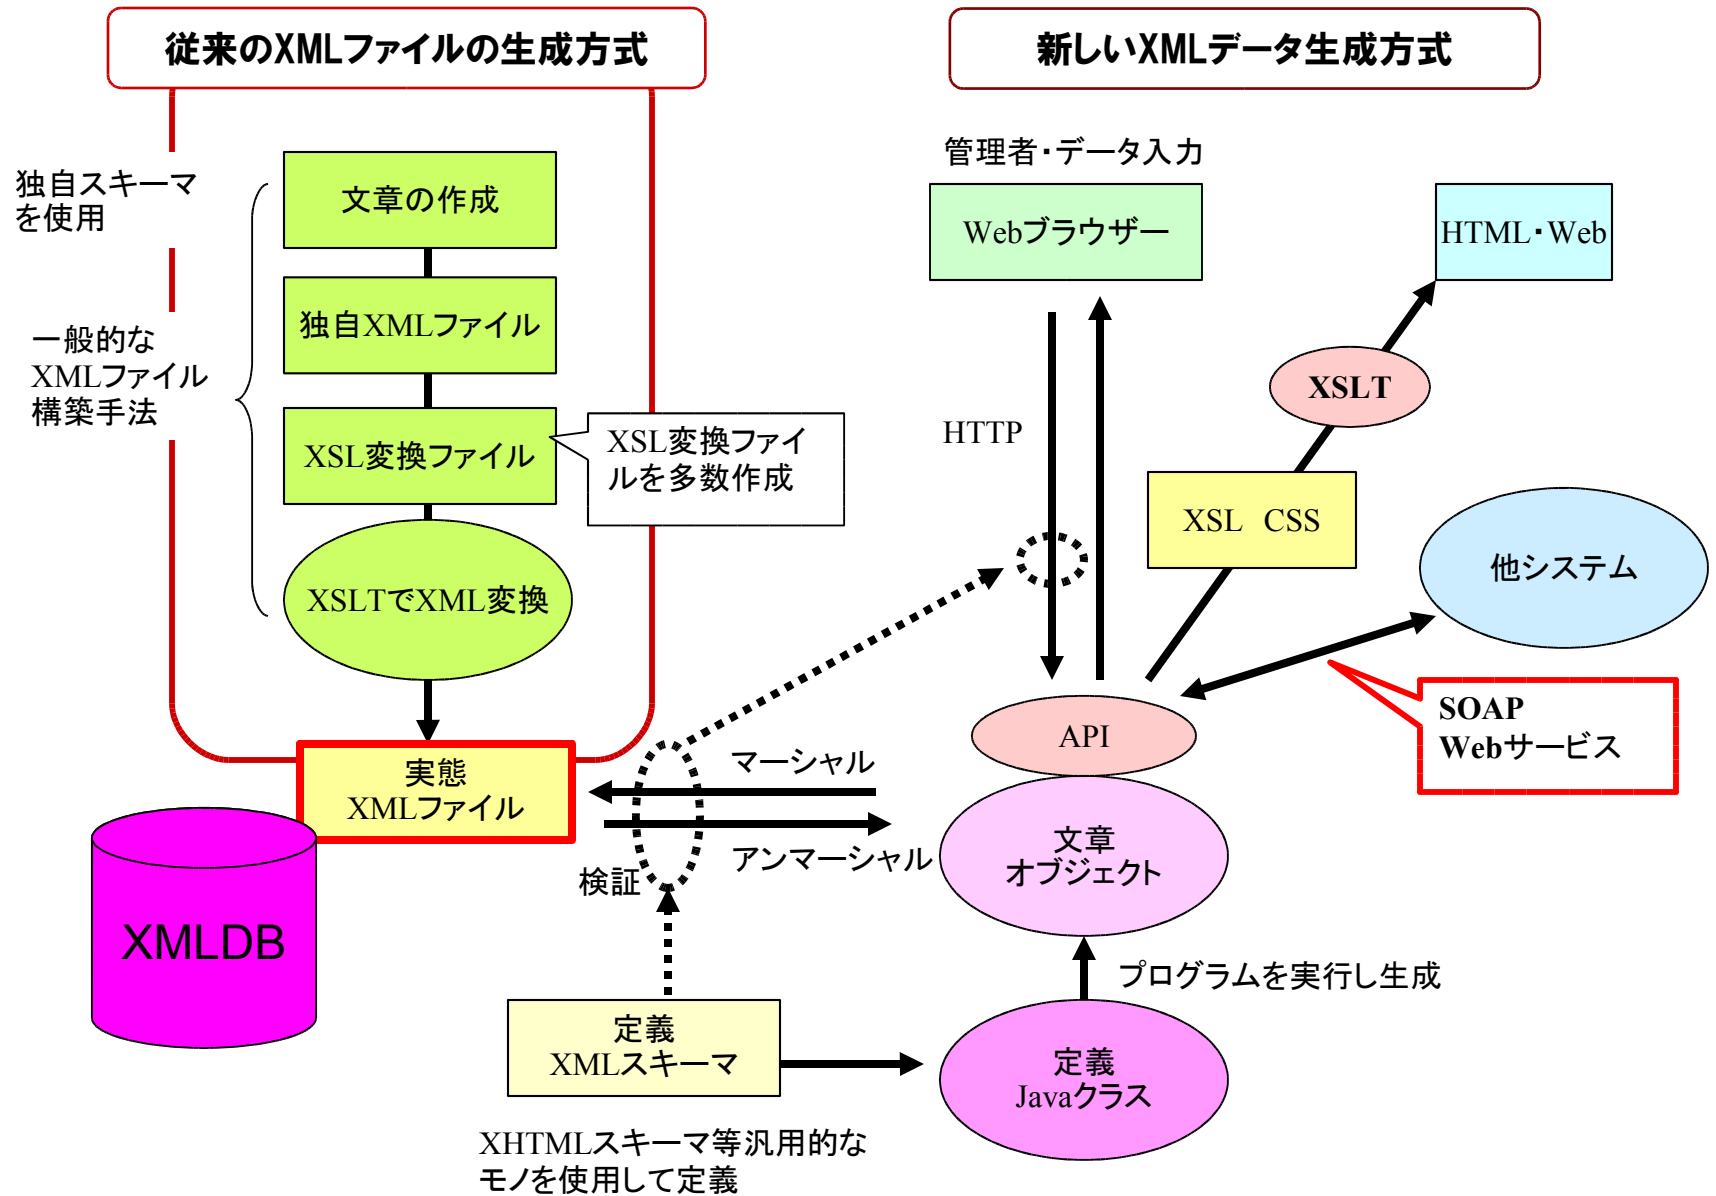 従来のXMLファイルの生成方式
新しいXMLデータ生成方式
独自スキーマ
を使用
一般的な
XMLファイル
構築手法
文章の作成
独自XMLファイル
XSL変換ファイル
XSL変換ファイ
ルを多数作成
XSLTでXML変換
実態
XMLファイル
XMLDB
管理者・データ入力
Webブラウザー
HTML・Web
HTTP
XSLT
XSL CSS
他システム
SOAP
Webサービス
API
マーシャル
アンマーシャル
検証
文章
オブジェクト
プログラムを実行し生成
定義
XMLスキーマ
定義
Javaクラス
XHTMLスキーマ等汎用的な
モノを使用して定義